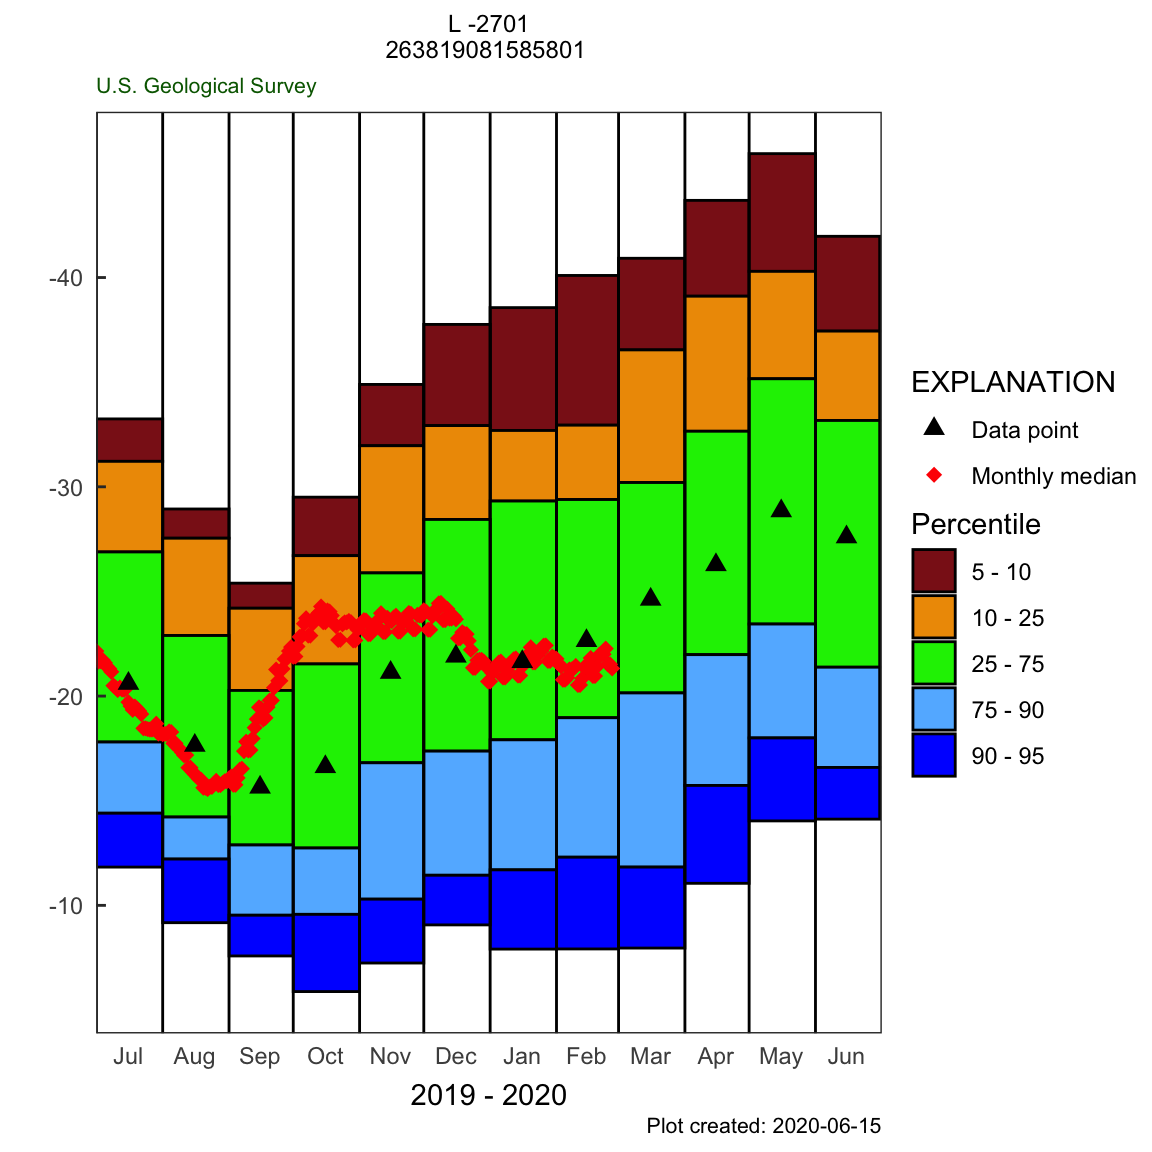 L -2701
263819081585801
U.S. Geological Survey
-40
-30
-20
-10
Jul Aug Sep Oct Nov Dec Jan Feb Mar Apr May Jun
2019 - 2020
Plot created: 2020-06-15
EXPLANATION
Data point
Monthly median
Percentile
5 - 10
10 - 25
25 - 75
75 - 90
90 - 95